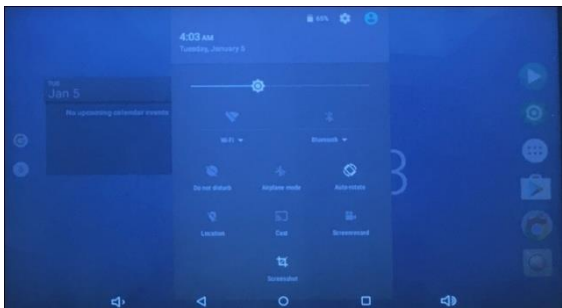 65%
4:03 AM
Tuesday, January 5
Tue
Jan 5
No upcoming calendar events
Wi-Fi
Bluetooth
Do not disturb
Airplane mode
Auto-rotate
Location
Cast
Screenrecord
Screenshot